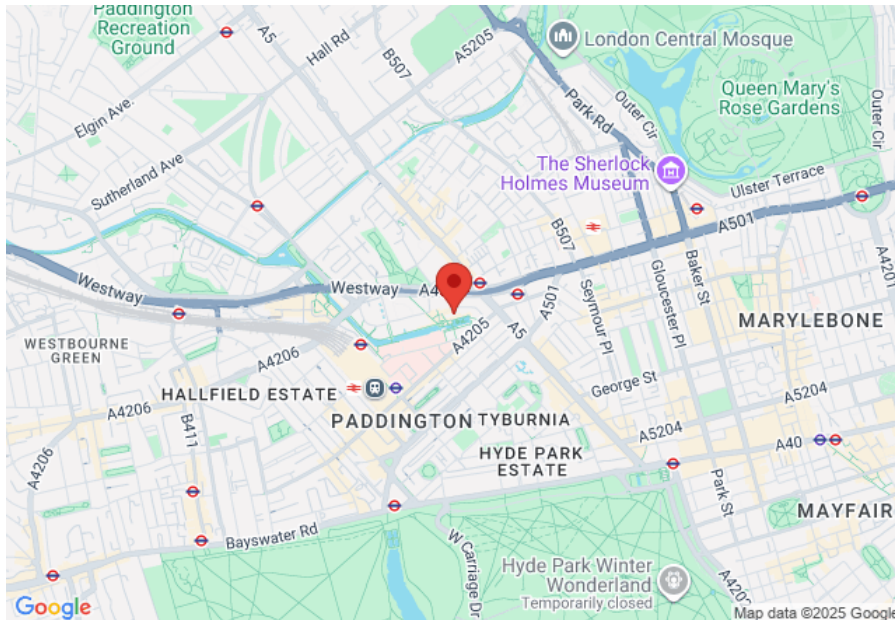 Paddington
Recreation
Ground
A5
Hall Rd
B507
A5205
London Central Mosque
Outer Cir
Park Rd
Queen Mary's
Rose Gardens
Outer Cir
Elgin Ave.
Sutherland Ave
The Sherlock
Holmes Museum
Ulster Terrace
B507
A501
A4201
Westway
Westway
A5
A4205
A501
Seymour Pl
Gloucester Pl
Baker St
MARYLEBONE
WESTBOURNE
GREEN
A4206
HALLFIELD ESTATE
George St
A5204
A4206
B411
PADDINGTON
TYBURNIA
A5204
HYDE PARK
ESTATE
A40
A4206
Park St
MAYFAIR
Bayswater Rd
W Carriage Dr
Hyde Park Winter
Wonderland
Temporarily closed
A4202
Google
Map data ©2025 Google